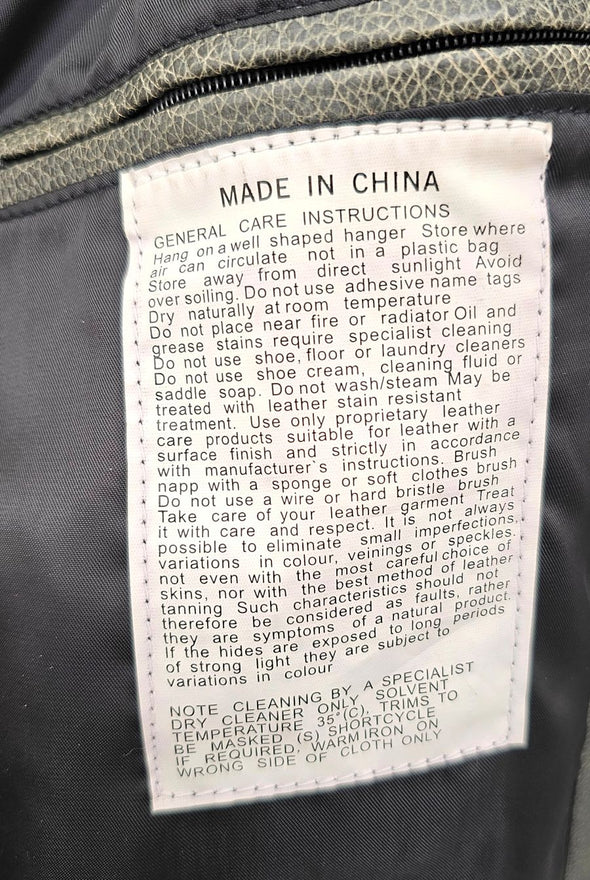 MADE IN CHINA
GENERAL CARE INSTRUCTIONS
Hang on a well shaped hanger Store where
air can circulate not in a plastic bag
Store away from direct sunlight Avoid
over soiling. Do not use adhesive name tags
Dry naturally at room temperature
Do not place near fire or radiator Oil and
grease stains require specialist cleaning
Do not use shoe, floor or laundry cleaners
Do not use shoe cream, cleaning fluid or
saddle soap. Do not wash/steam May be
treated with leather stain resistant
treatment. Use only proprietary leather
care products suitable for leather with a
surface finish and strictly in accordance
with manufacturer`s instructions. Brush
napp with a sponge or soft clothes brush
Do not use a wire or hard bristle brush
Take care of your leather garment Treat
it with care and respect. It is not always
possible to eliminate small imperfections,
variations in colour, veinings or speckles.
not even with the most careful choice of
skins, nor with the best method of leather
tanning Such characteristics should not
therefore be considered as faults, rather
they are symptoms of a natural product.
If the hides are exposed to long periods
of strong light they are subject to
variations in colour
NOTE CLEANING BY A SPECIALIST
DRY CLEANER ONLY SOLVENT
TEMPERATURE 35°(C), TRIMS TO
BE MASKED (S) SHORTCYCLE
IF REQUIRED, WARM IRON ON
WRONG SIDE OF CLOTH ONLY